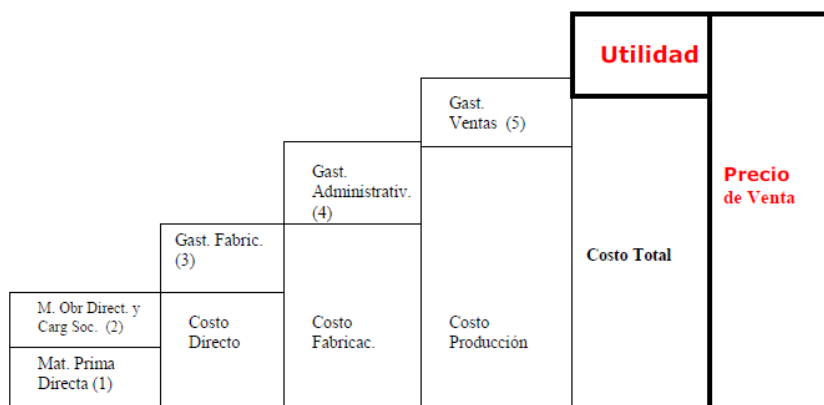 Utilidad
Gast.
Ventas (5)
Gast.
Administrativ.
(4)
Precio
de Venta
Gast. Fabric.
(3)
Costo Total
M. Obr Direct. y
Carg Soc. (2)
Costo
Directo
Costo
Fabricac.
Costo
Producción
Mat. Prima
Directa (1)